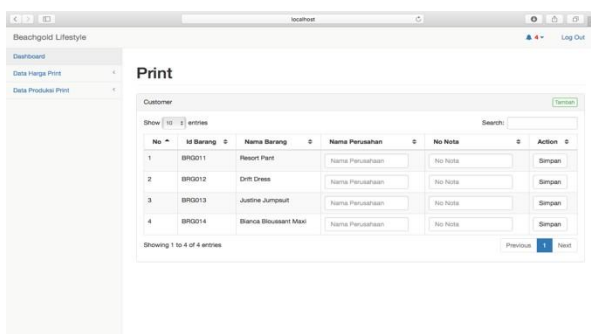 localhost
Beachgold Lifestyle
4
Log Out
Dashboard
Data Harga Print
Data Produksi Print
Print
Customer
Tambah
Show 10 entries
Search:
No Id Barang Nama Barang Nama Perusahan No Nota Action
1 BRG011 Resort Pant Nama Perusahaan No Nota Simpan
2 BRG012 Drift Dress Nama Perusahaan No Nota Simpan
3 BRG013 Justine Jumpsuit Nama Perusahaan No Nota Simpan
4 BRG014 Bianca Bloussant Maxi Nama Perusahaan No Nota Simpan
Showing 1 to 4 of 4 entries
Previous 1 Next